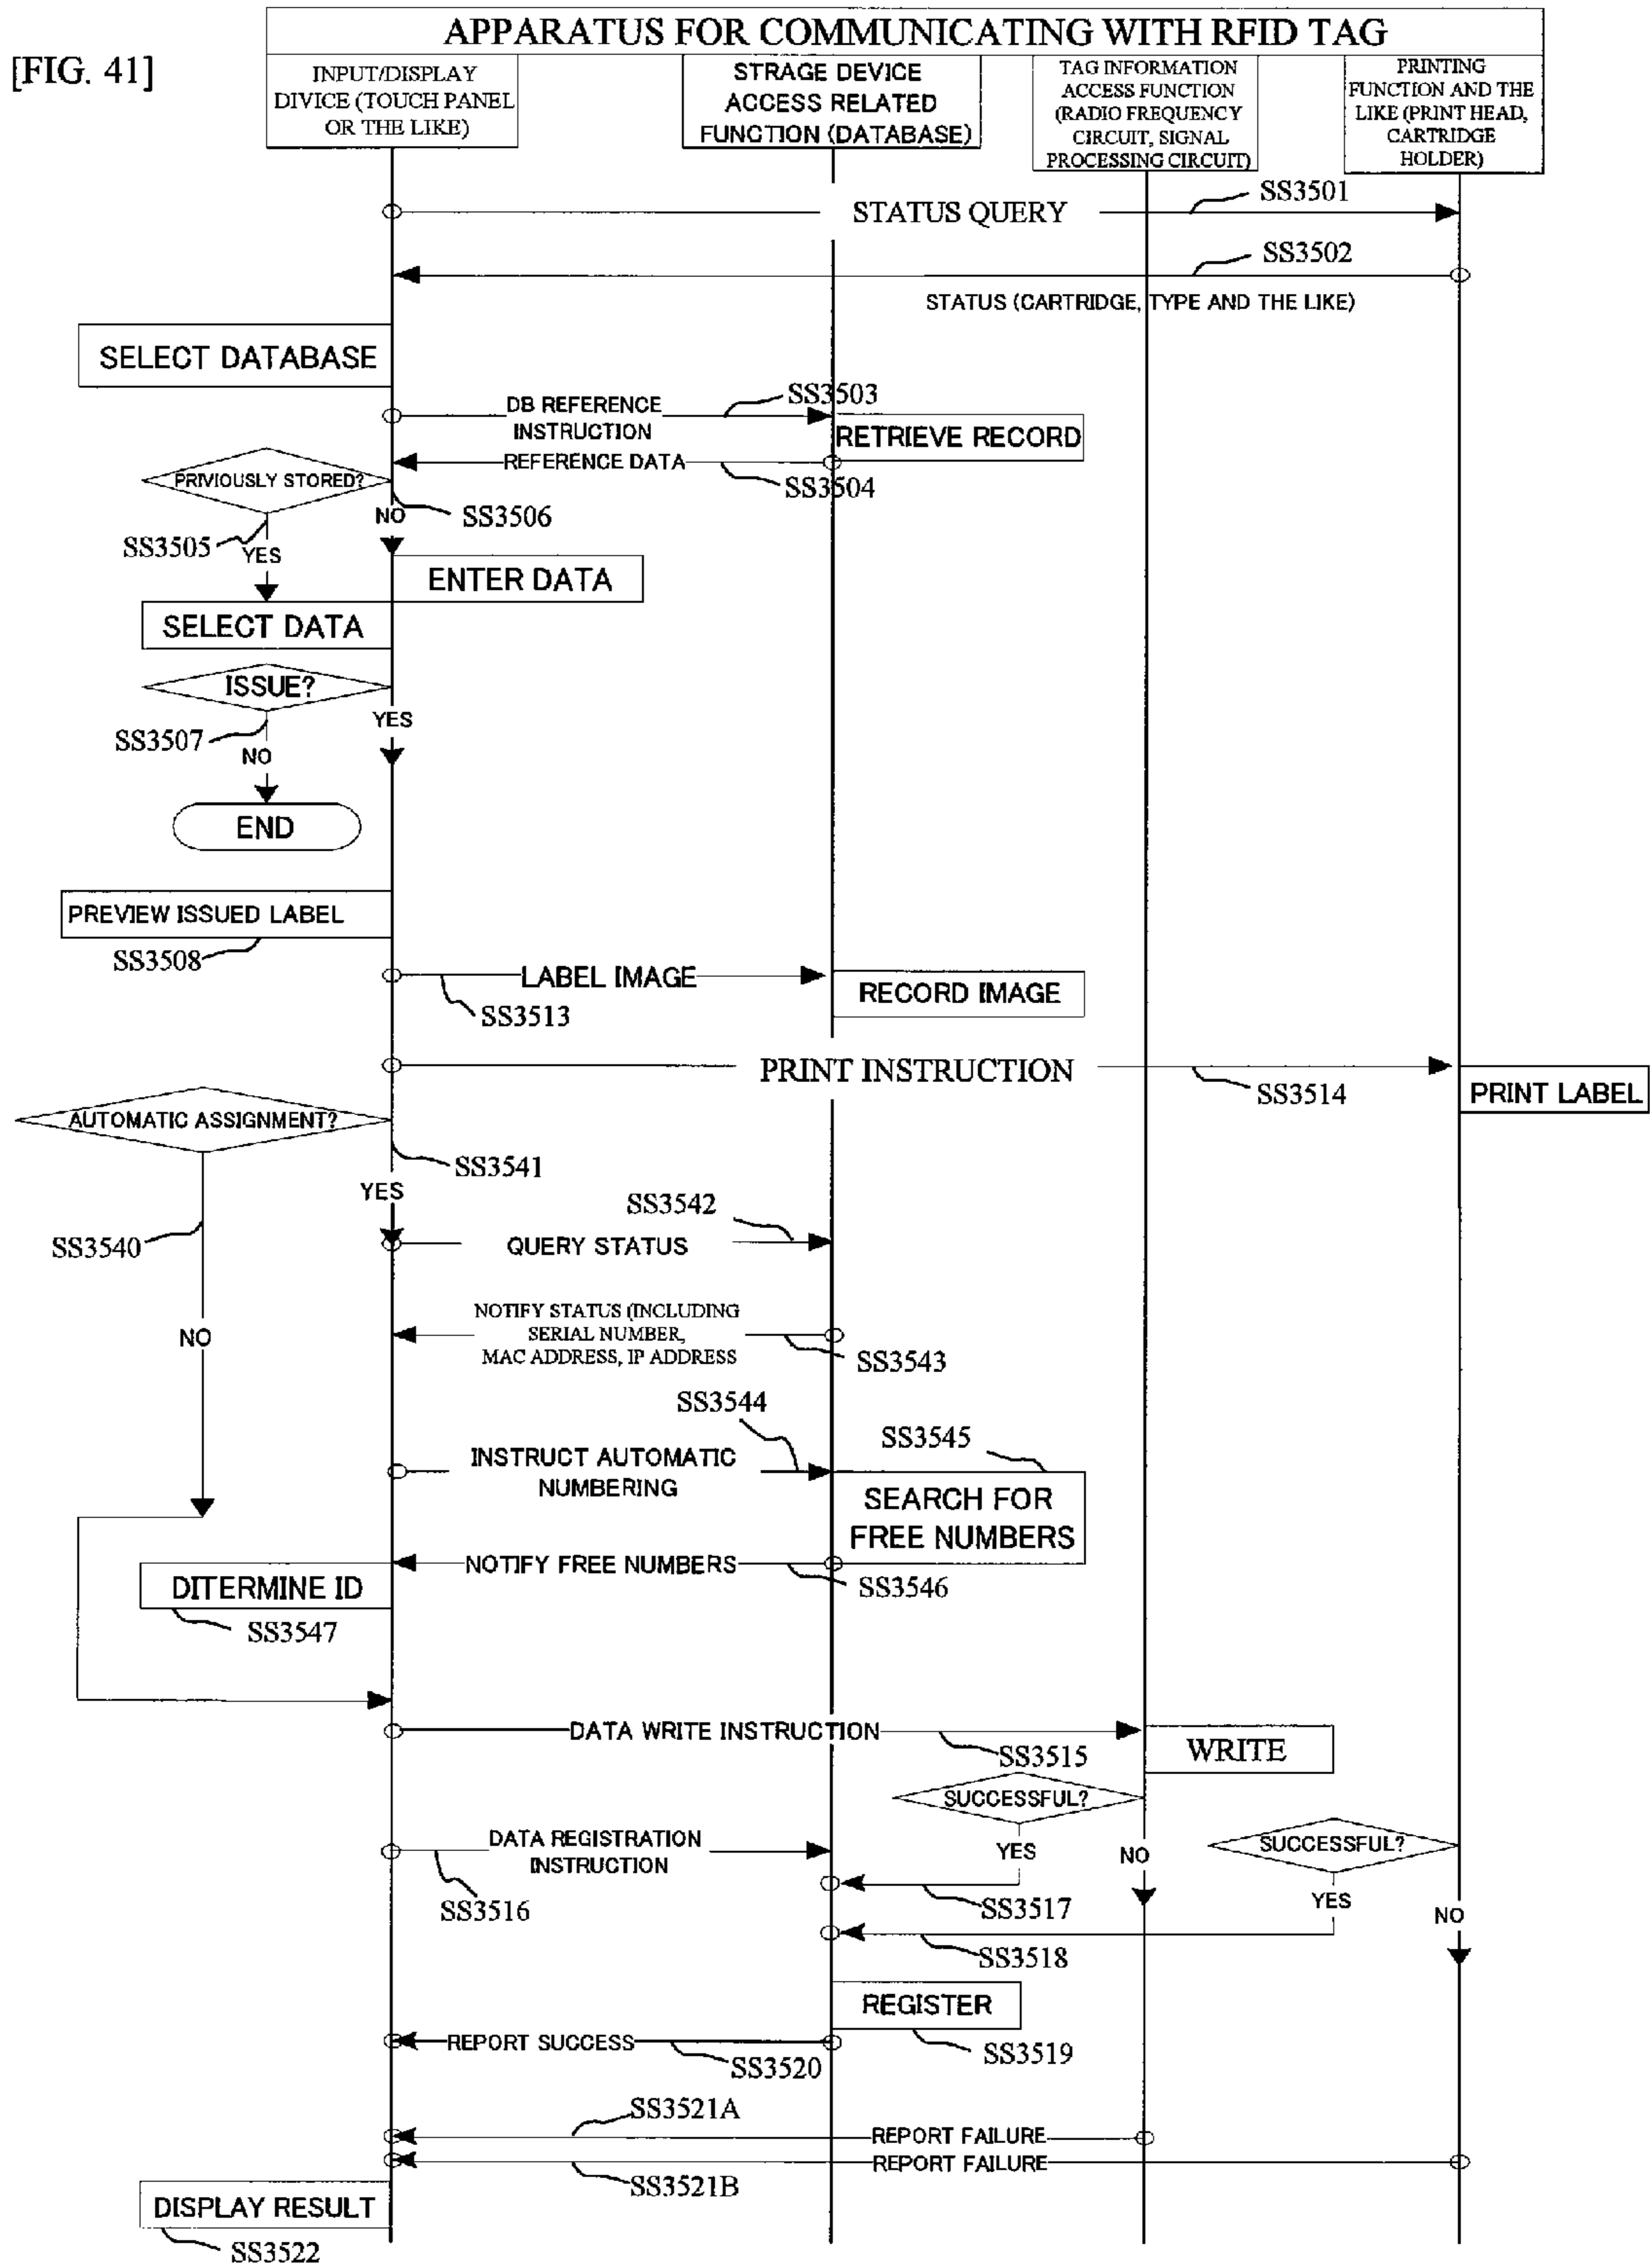 APPARATUS FOR COMMUNICATING WITH RFID TAG
[FIG. 41]
INPUT/DISPLAY
DIVICE (TOUCH PANEL
OR THE LIKE)
STRAGE DEVICE
ACCESS RELATED
FUNCTION (DATABASE)
TAG INFORMATION
ACCESS FUNCTION
(RADIO FREQUENCY
CIRCUIT, SIGNAL
PROCESSING CIRCUIT)
PRINTING
FUNCTION AND THE
LIKE (PRINT HEAD,
CARTRIDGE
HOLDER)
SS3501
STATUS QUERY
SS3502
STATUS (CARTRIDGE, TYPE AND THE LIKE)
SELECT DATABASE
SS3503
DB REFERENCE
INSTRUCTION
RETRIEVE RECORD
REFERENCE DATA
SS3504
PRIVIOUSLY STORED?
NO
SS3506
SS3505
YES
ENTER DATA
SELECT DATA
ISSUE?
YES
SS3507
NO
END
PREVIEW ISSUED LABEL
SS3508
LABEL IMAGE
RECORD IMAGE
SS3513
PRINT INSTRUCTION
SS3514
PRINT LABEL
AUTOMATIC ASSIGNMENT?
SS3541
YES
SS3542
SS3540
QUERY STATUS
NO
NOTIFY STATUS (INCLUDING
SERIAL NUMBER,
MAC ADDRESS, IP ADDRESS
SS3543
SS3544
SS3545
INSTRUCT AUTOMATIC
NUMBERING
SEARCH FOR
FREE NUMBERS
NOTIFY FREE NUMBERS
SS3546
DITERMINE ID
SS3547
DATA WRITE INSTRUCTION
SS3515
WRITE
SUCCESSFUL?
DATA REGISTRATION
INSTRUCTION
YES
NO
SUCCESSFUL?
SS3516
SS3517
YES
NO
SS3518
REGISTER
SS3519
REPORT SUCCESS
SS3520
SS3521A
REPORT FAILURE
REPORT FAILURE
SS3521B
DISPLAY RESULT
SS3522